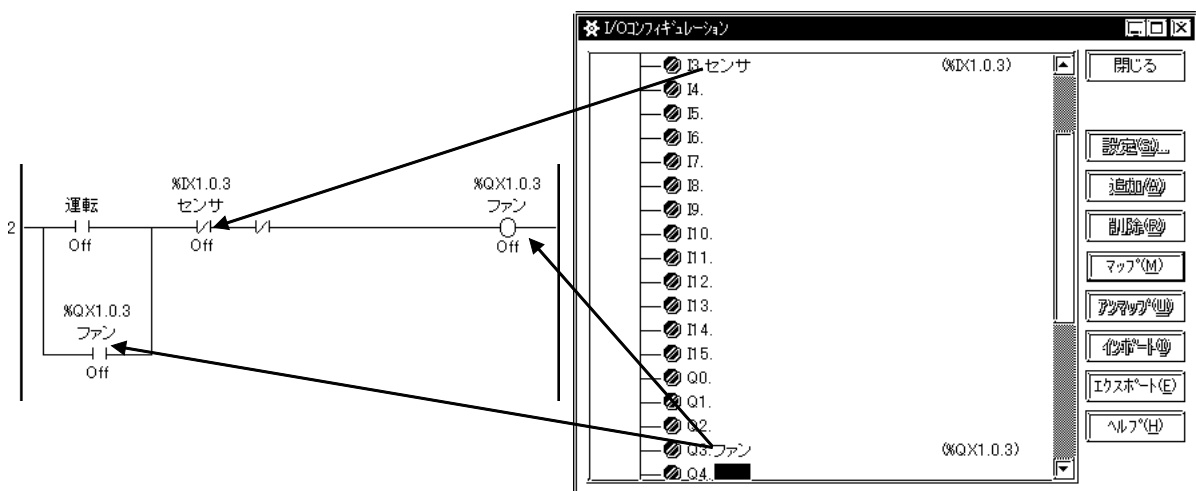 I/Oコンフィギュレーション
I3.センサ (%IX1.0.3)
I4.
I5.
I6.
I7.
I8.
I9.
I10.
I11.
I12.
I13.
I14.
I15.
Q0.
Q1.
Q2.
Q3.ファン (%QX1.0.3)
Q4.
閉じる
設定(S)...
追加(A)
削除(R)
マップ(M)
アンマップ(U)
インポート(I)
エクスポート(E)
ヘルプ(H)
2
運転
Off
%IX1.0.3
センサ
Off
%QX1.0.3
ファン
Off
%QX1.0.3
ファン
Off